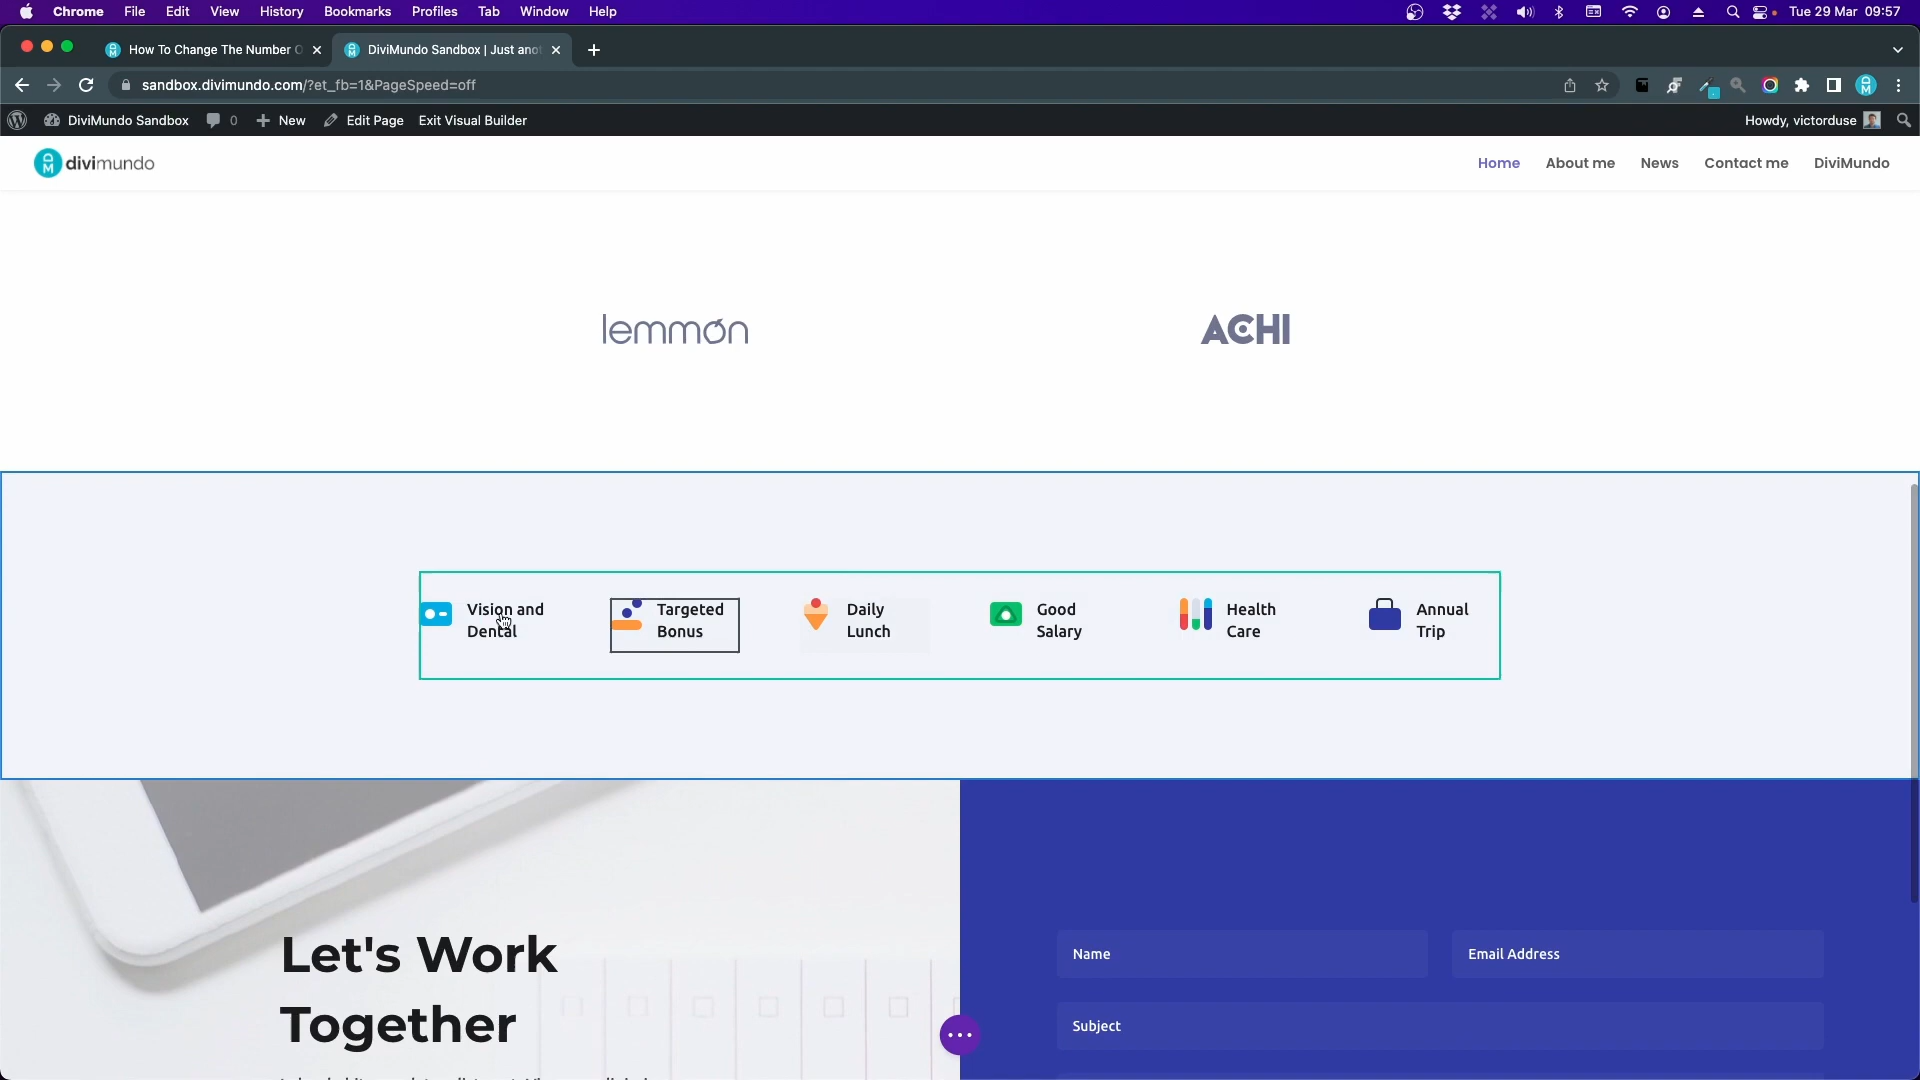 Chrome File Edit View History Bookmarks Profiles Tab Window Help Tue 29 Mar 09:57
How To Change The Number O
DiviMundo Sandbox | Just ano
sandbox.divimundo.com/?et_fb=1&PageSpeed=off
DiviMundo Sandbox 0 New Edit Page Exit Visual Builder Howdy, victorduse
DM divimundo
Home About me News Contact me DiviMundo
lemmon
ACHI
Vision and
Dental
Targeted
Bonus
Daily
Lunch
Good
Salary
Health
Care
Annual
Trip
Let's Work
Together
Name
Email Address
Subject